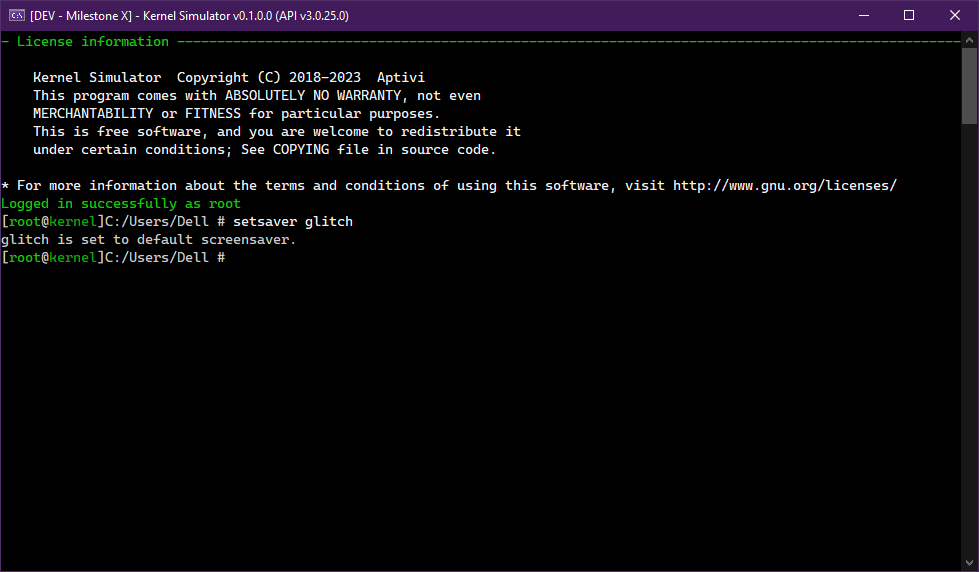 [DEV - Milestone X] - Kernel Simulator v0.1.0.0 (API v3.0.25.0)
- License information
Kernel Simulator  Copyright (C) 2018-2023  Aptivi
This program comes with ABSOLUTELY NO WARRANTY, not even
MERCHANTABILITY or FITNESS for particular purposes.
This is free software, and you are welcome to redistribute it
under certain conditions; See COPYING file in source code.
* For more information about the terms and conditions of using this software, visit http://www.gnu.org/licenses/
Logged in successfully as root
[root@kernel]C:/Users/Dell # setsaver glitch
glitch is set to default screensaver.
[root@kernel]C:/Users/Dell #